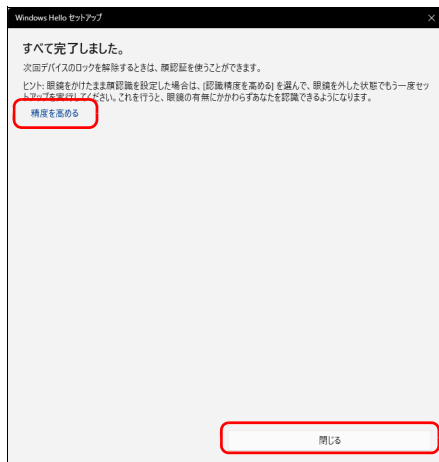 Windows Hello セットアップ
すべて完了しました。
次回デバイスのロックを解除するときは、顔認証を使うことができます。
ヒント: 眼鏡をかけたまま顔認識を設定した場合は、[認識精度を高める] を選んで、眼鏡を外した状態でもう一度セッ
トアップを実行してください。これを行うと、眼鏡の有無にかかわらずあなたを認識できるようになります。
精度を高める
閉じる